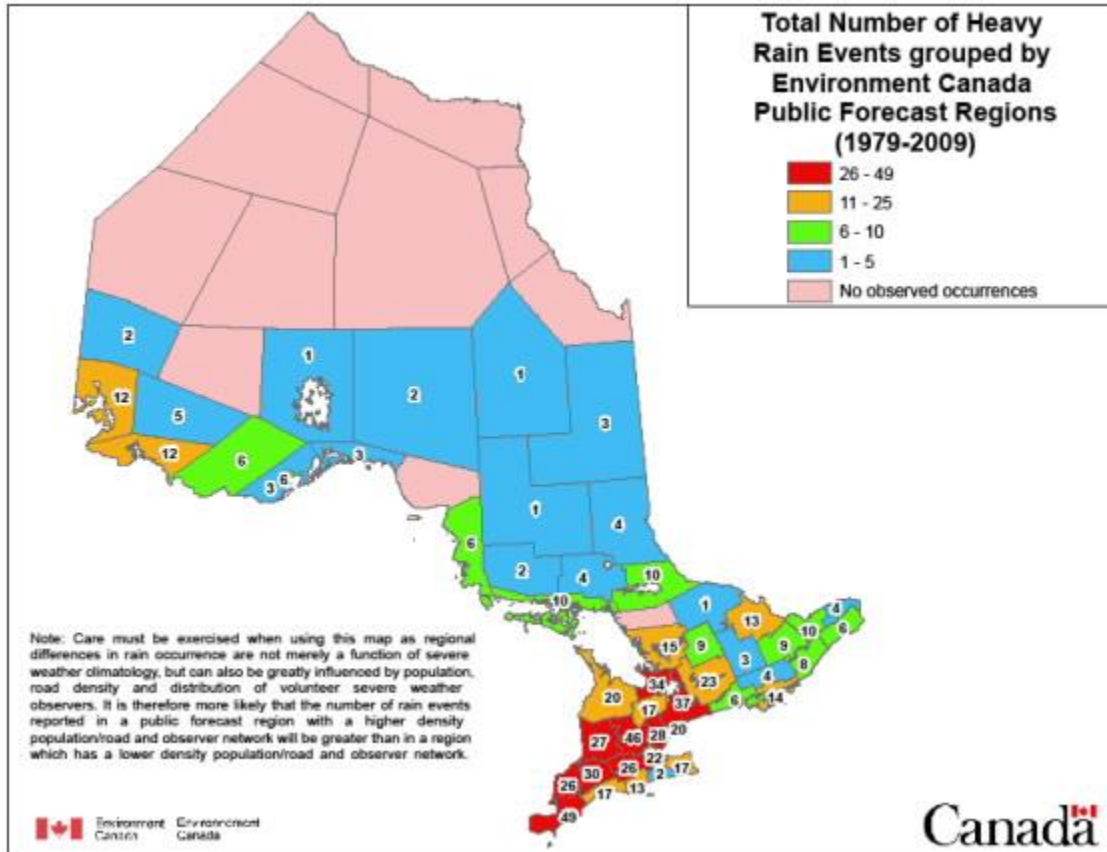 Total Number of Heavy
Rain Events grouped by
Environment Canada
Public Forecast Regions
(1979-2009)
26 - 49
11 - 25
6 - 10
1 - 5
No observed occurrences
2
1
2
1
3
12
5
12
6
3
6
3
1
4
6
2
4
10
10
1
13
4
10
6
9
9
15
3
8
4
23
14
6
34
37
20
17
27
46
28
20
22
17
30
26
2
26
13
17
49
Note: Care must be exercised when using this map as regional
differences in rain occurrence are not merely a function of severe
weather climatology, but can also be greatly influenced by population,
road density and distribution of volunteer severe weather
observers. It is therefore more likely that the number of rain events
reported in a public forecast region with a higher density
population/road and observer network will be greater than in a region
which has a lower density population/road and observer network.
Environment Environnement
Canada Canada
Canada